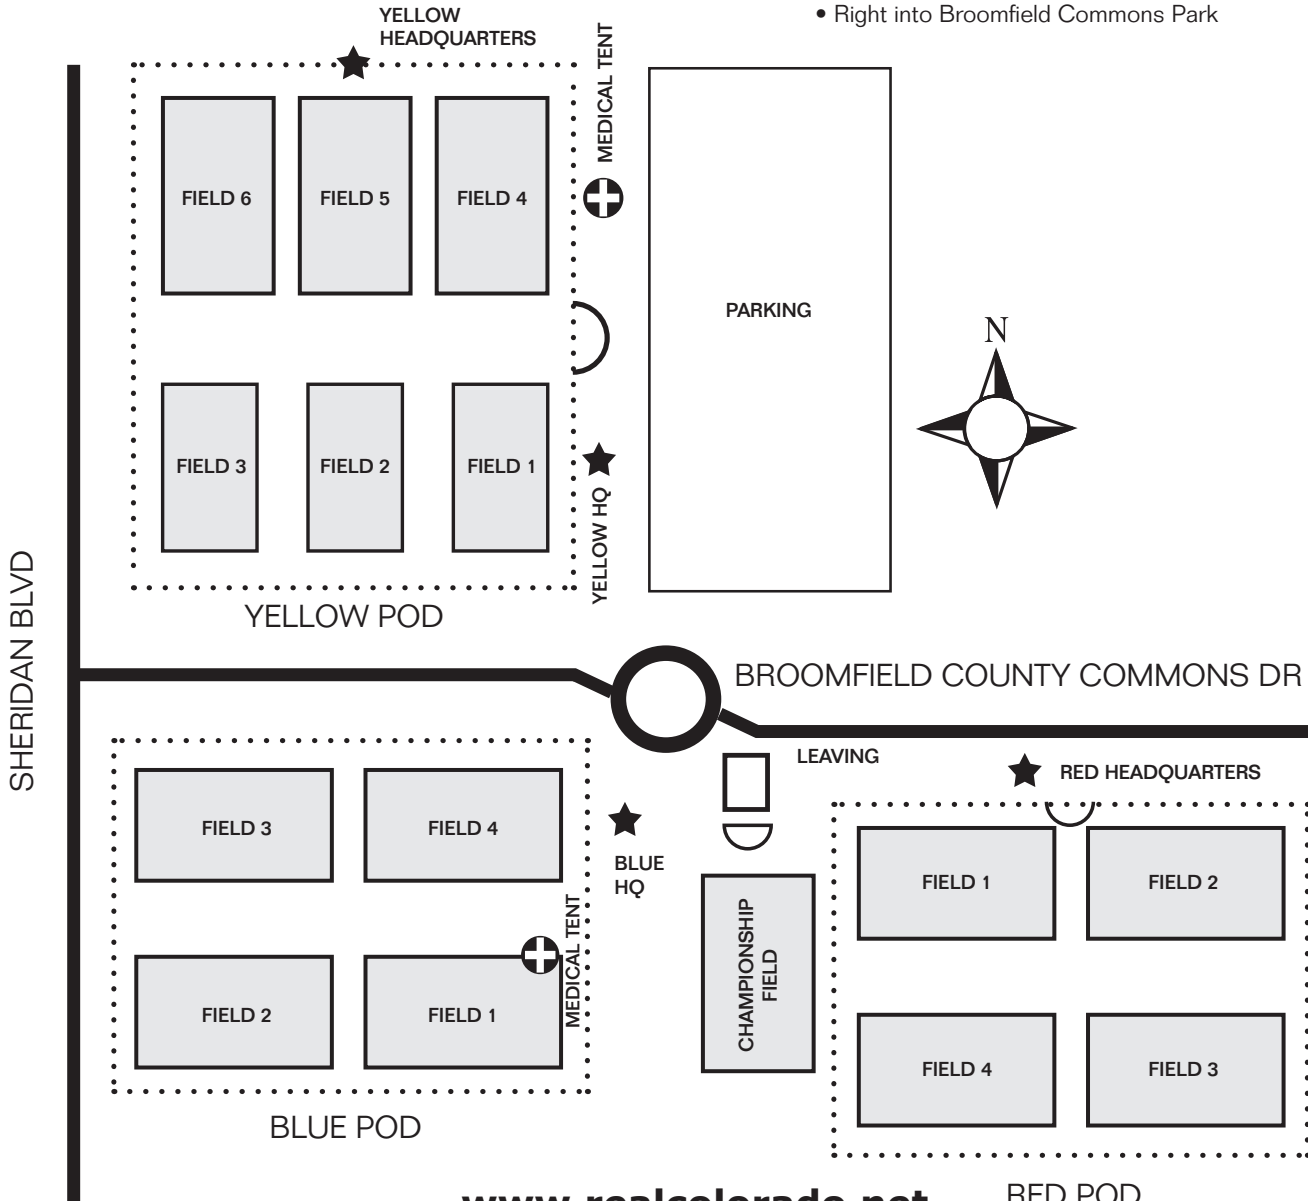 • Right into Broomfield Commons Park
YELLOW
HEADQUARTERS
MEDICAL TENT
FIELD 6
FIELD 5
FIELD 4
PARKING
N
FIELD 3
FIELD 2
FIELD 1
YELLOW HQ
YELLOW POD
SHERIDAN BLVD
BROOMFIELD COUNTY COMMONS DR
LEAVING
RED HEADQUARTERS
FIELD 3
FIELD 4
BLUE
HQ
FIELD 2
FIELD 1
MEDICAL TENT
BLUE POD
CHAMPIONSHIP
FIELD
FIELD 1
FIELD 2
FIELD 4
FIELD 3
RED POD
www.realcolorado.net